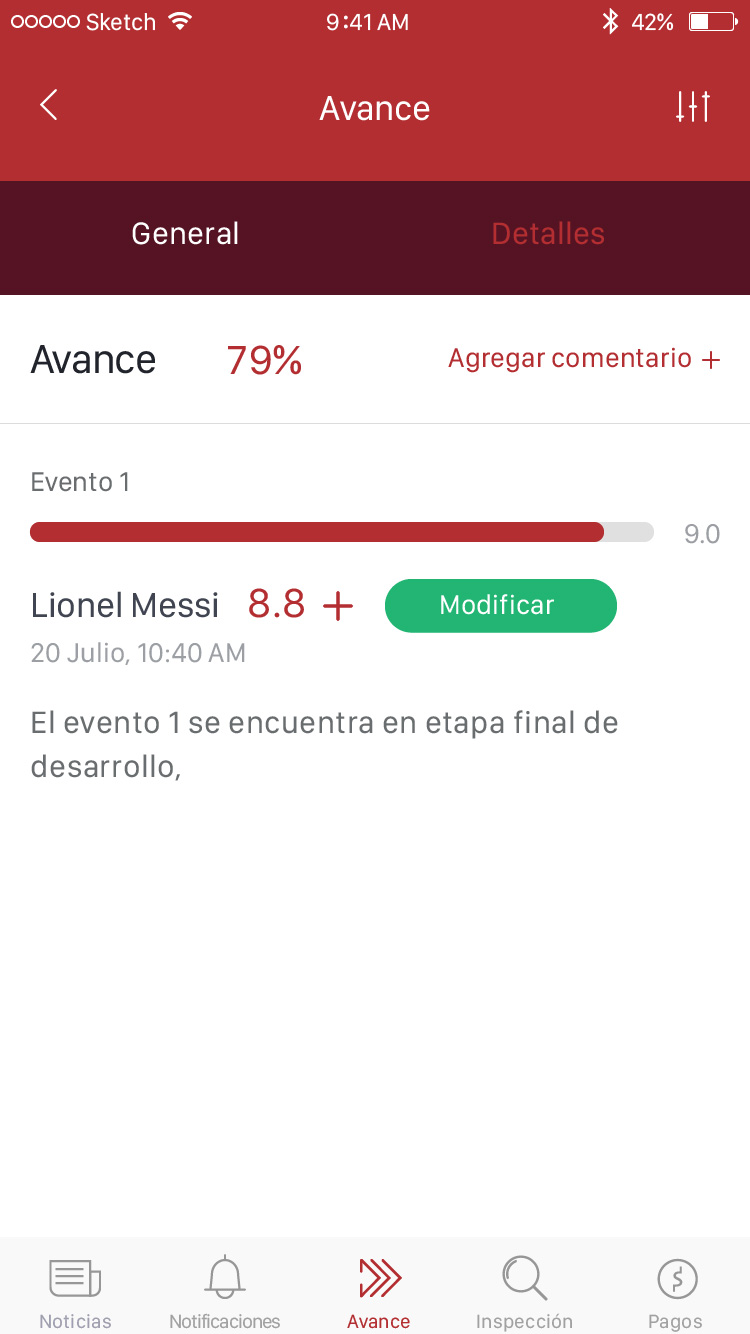 Sketch 9:41 AM 42%
Avance
General Detalles
Avance 79% Agregar comentario +
Evento 1
9.0
Lionel Messi 8.8 + Modificar
20 Julio, 10:40 AM
El evento 1 se encuentra en etapa final de
desarrollo,
Noticias Notificaciones Avance Inspección Pagos